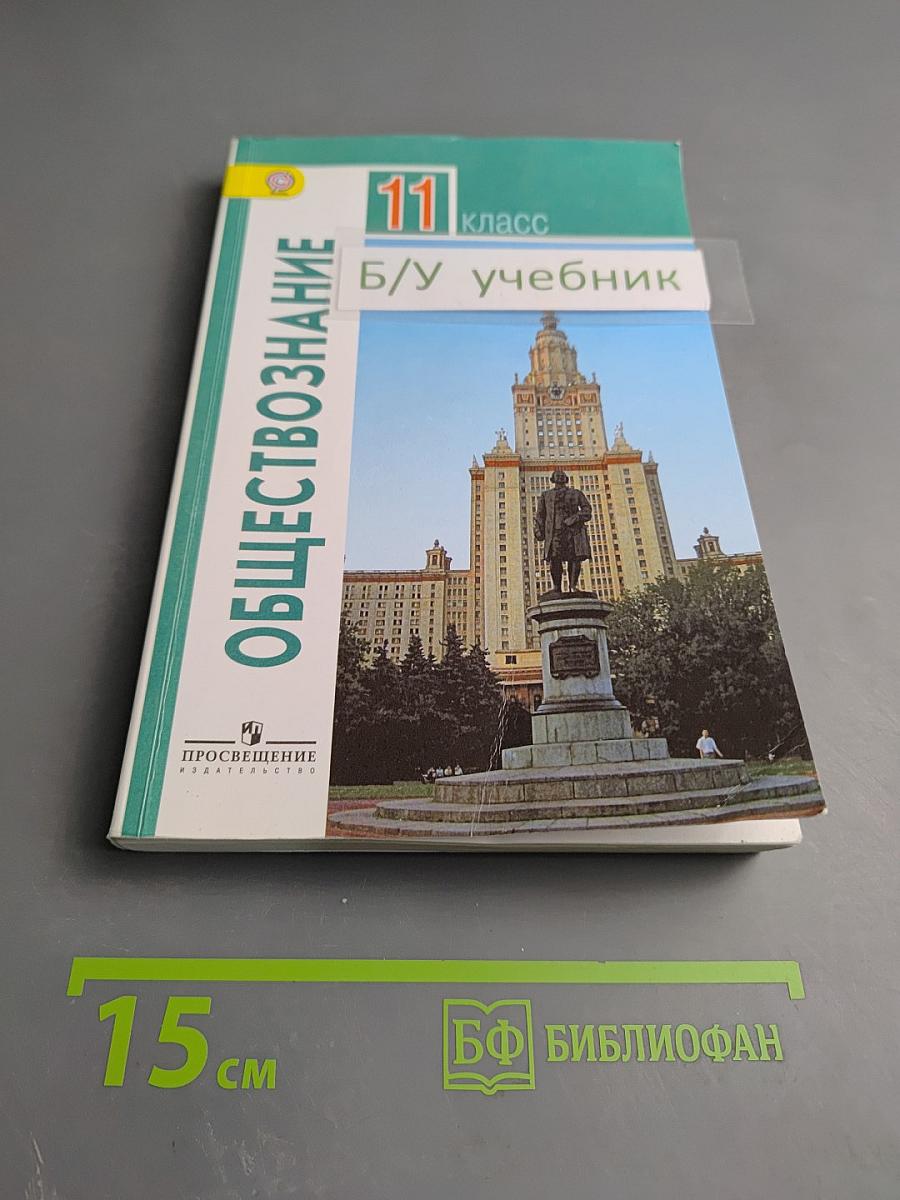 11 класс
Б/У учебник
ОБЩЕСТВОЗНАНИЕ
ПРОСВЕЩЕНИЕ
ИЗДАТЕЛЬСТВО
15 см
БФ БИБЛИОФАН